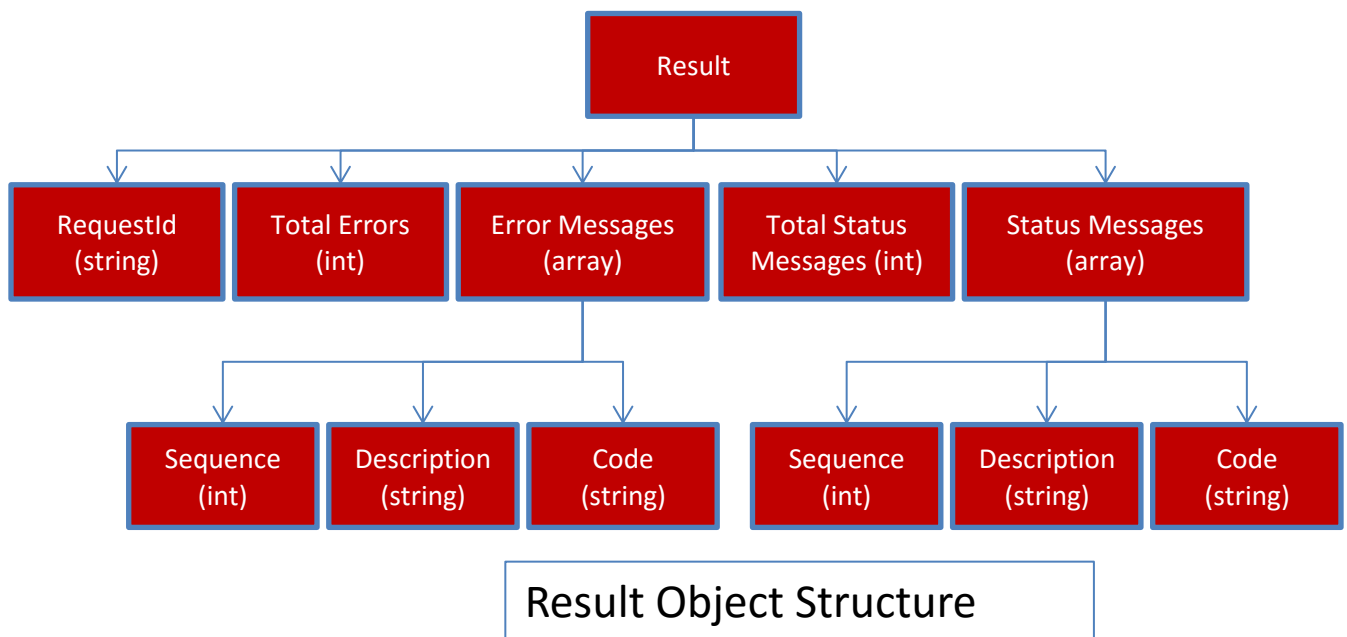 Result
RequestId
(string)
Total Errors
(int)
Error Messages
(array)
Total Status
Messages (int)
Status Messages
(array)
Sequence
(int)
Description
(string)
Code
(string)
Sequence
(int)
Description
(string)
Code
(string)
Result Object Structure